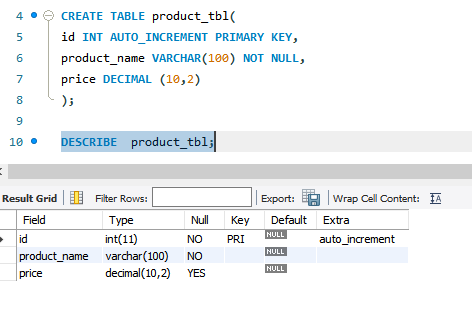 4 CREATE TABLE product_tbl(
5 id INT AUTO_INCREMENT PRIMARY KEY,
6 product_name VARCHAR(100) NOT NULL,
7 price DECIMAL (10,2)
8 );
10 DESCRIBE  product_tbl;
Result Grid Filter Rows: Export: Wrap Cell Content: IA
Field Type Null Key Default Extra
id int(11) NO PRI NULL auto_increment
product_name varchar(100) NO NULL
price decimal(10,2) YES NULL